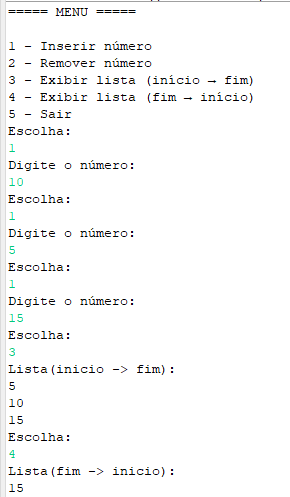 ===== MENU =====
1 - Inserir número
2 - Remover número
3 - Exibir lista (início → fim)
4 - Exibir lista (fim → início)
5 - Sair
Escolha:
1
Digite o número:
10
Escolha:
1
Digite o número:
5
Escolha:
1
Digite o número:
15
Escolha:
3
Lista(inicio -> fim):
5
10
15
Escolha:
4
Lista(fim -> inicio):
15